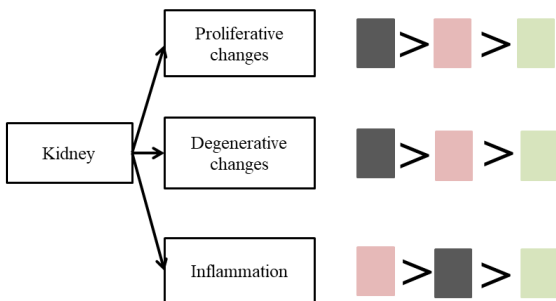 Proliferative
changes
> >
Kidney
Degenerative
changes
> >
Inflammation
> >